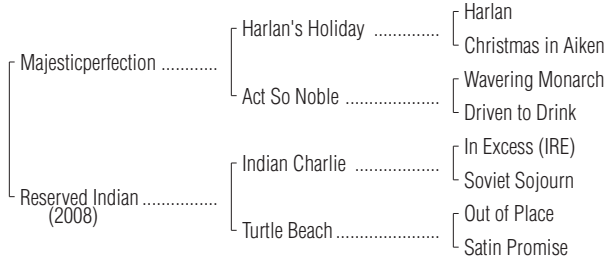 Harlan
Harlan's Holiday ..............
Christmas in Aiken
Majesticperfection ............
Wavering Monarch
Act So Noble ....................
Driven to Drink
In Excess (IRE)
Indian Charlie ..................
Soviet Sojourn
Reserved Indian ................
(2008)
Out of Place
Turtle Beach ......................
Satin Promise